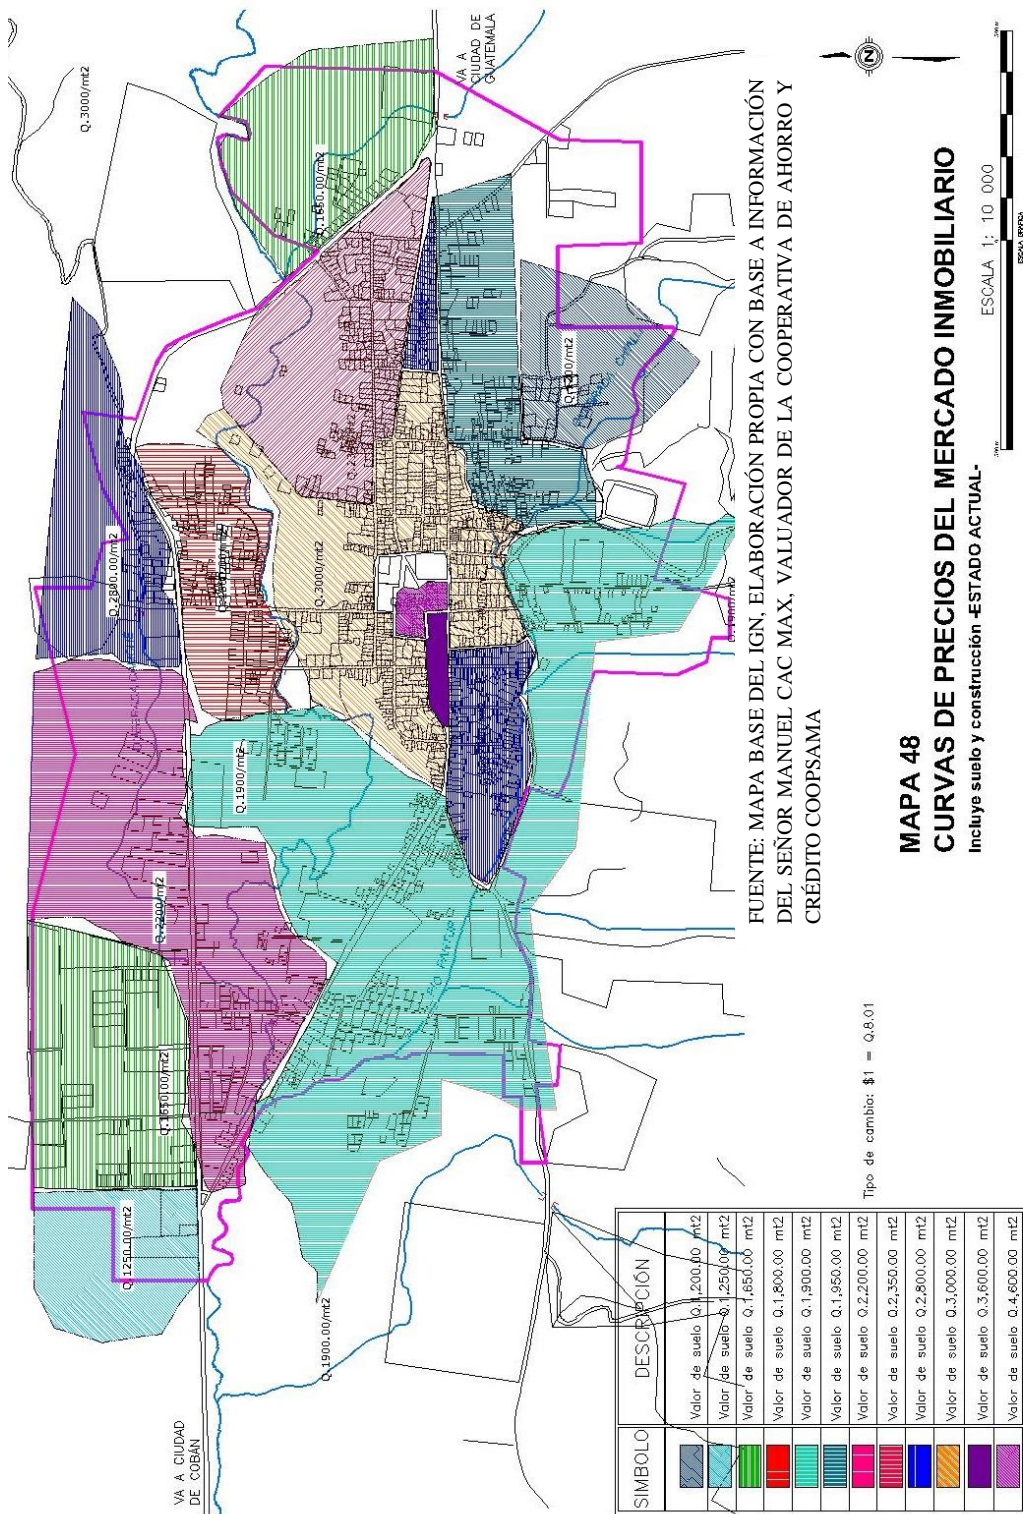 MAPA 48
CURVAS DE PRECIOS DEL MERCADO INMOBILIARIO
Incluye suelo y construcción -ESTADO ACTUAL-
ESCALA 1: 10 000
ESCALA GRAFICA
N
FUENTE: MAPA BASE DEL IGN, ELABORACIÓN PROPIA CON BASE A INFORMACIÓN
DEL SEÑOR MANUEL CAC MAX, VALUADOR DE LA COOPERATIVA DE AHORRO Y
CRÉDITO COOPSAMA
Tipo de cambio: $1 = Q.8.01
SIMBOLO DESCRIPCIÓN
Valor de suelo Q.1,200.00 mt2
Valor de suelo Q.1,250.00 mt2
Valor de suelo Q.1,650.00 mt2
Valor de suelo Q.1,800.00 mt2
Valor de suelo Q.1,900.00 mt2
Valor de suelo Q.1,950.00 mt2
Valor de suelo Q.2,200.00 mt2
Valor de suelo Q.2,350.00 mt2
Valor de suelo Q.2,800.00 mt2
Valor de suelo Q.3,000.00 mt2
Valor de suelo Q.3,600.00 mt2
Valor de suelo Q.4,600.00 mt2
VA A CIUDAD
DE COBÁN
VA A
CIUDAD DE
GUATEMALA
Q.1250.00/mt2
Q.1650.00/mt2
Q.2200/mt2
Q.2800.00/mt2
Q.3000/mt2
Q.1900/mt2
Q.3000/mt2
Q.1650.00/mt2
Q.1900.00/mt2
Q.1900/mt2